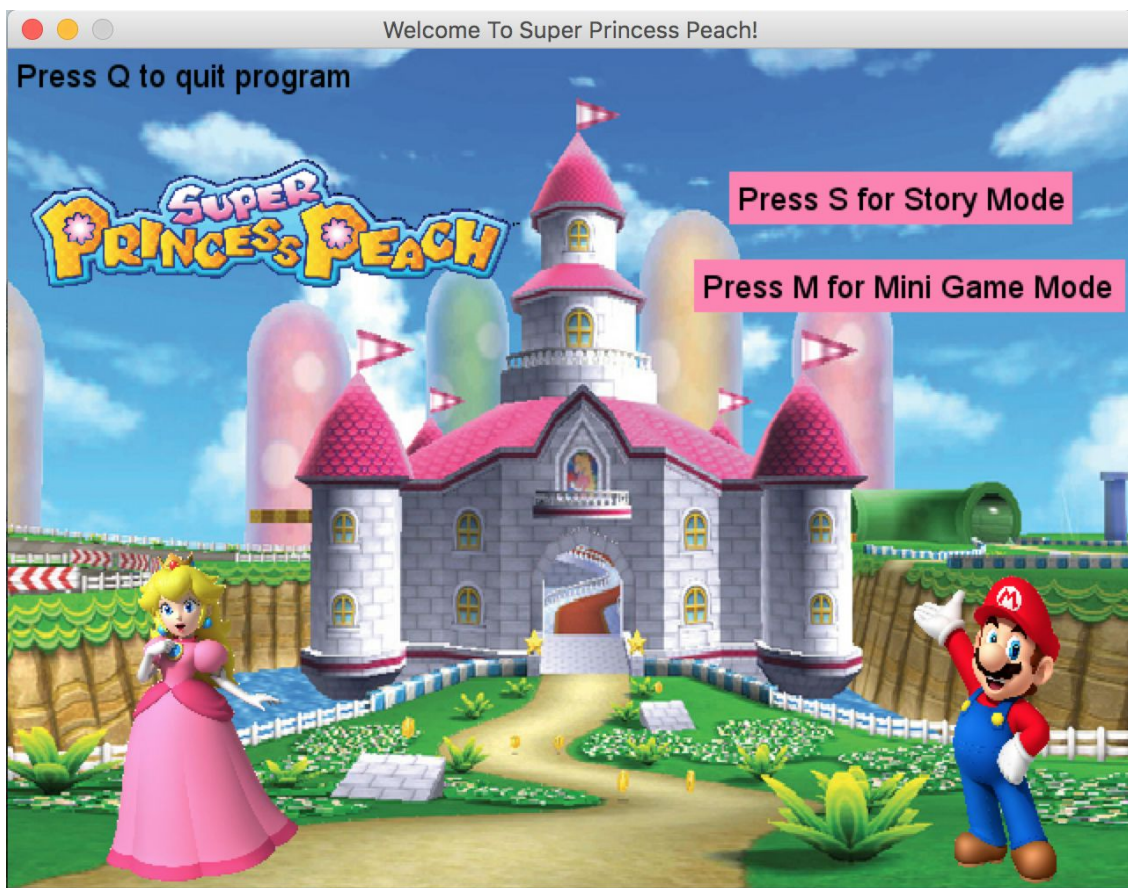 Welcome To Super Princess Peach!
Press Q to quit program
SUPER
PRINCESS PEACH
Press S for Story Mode
Press M for Mini Game Mode
M